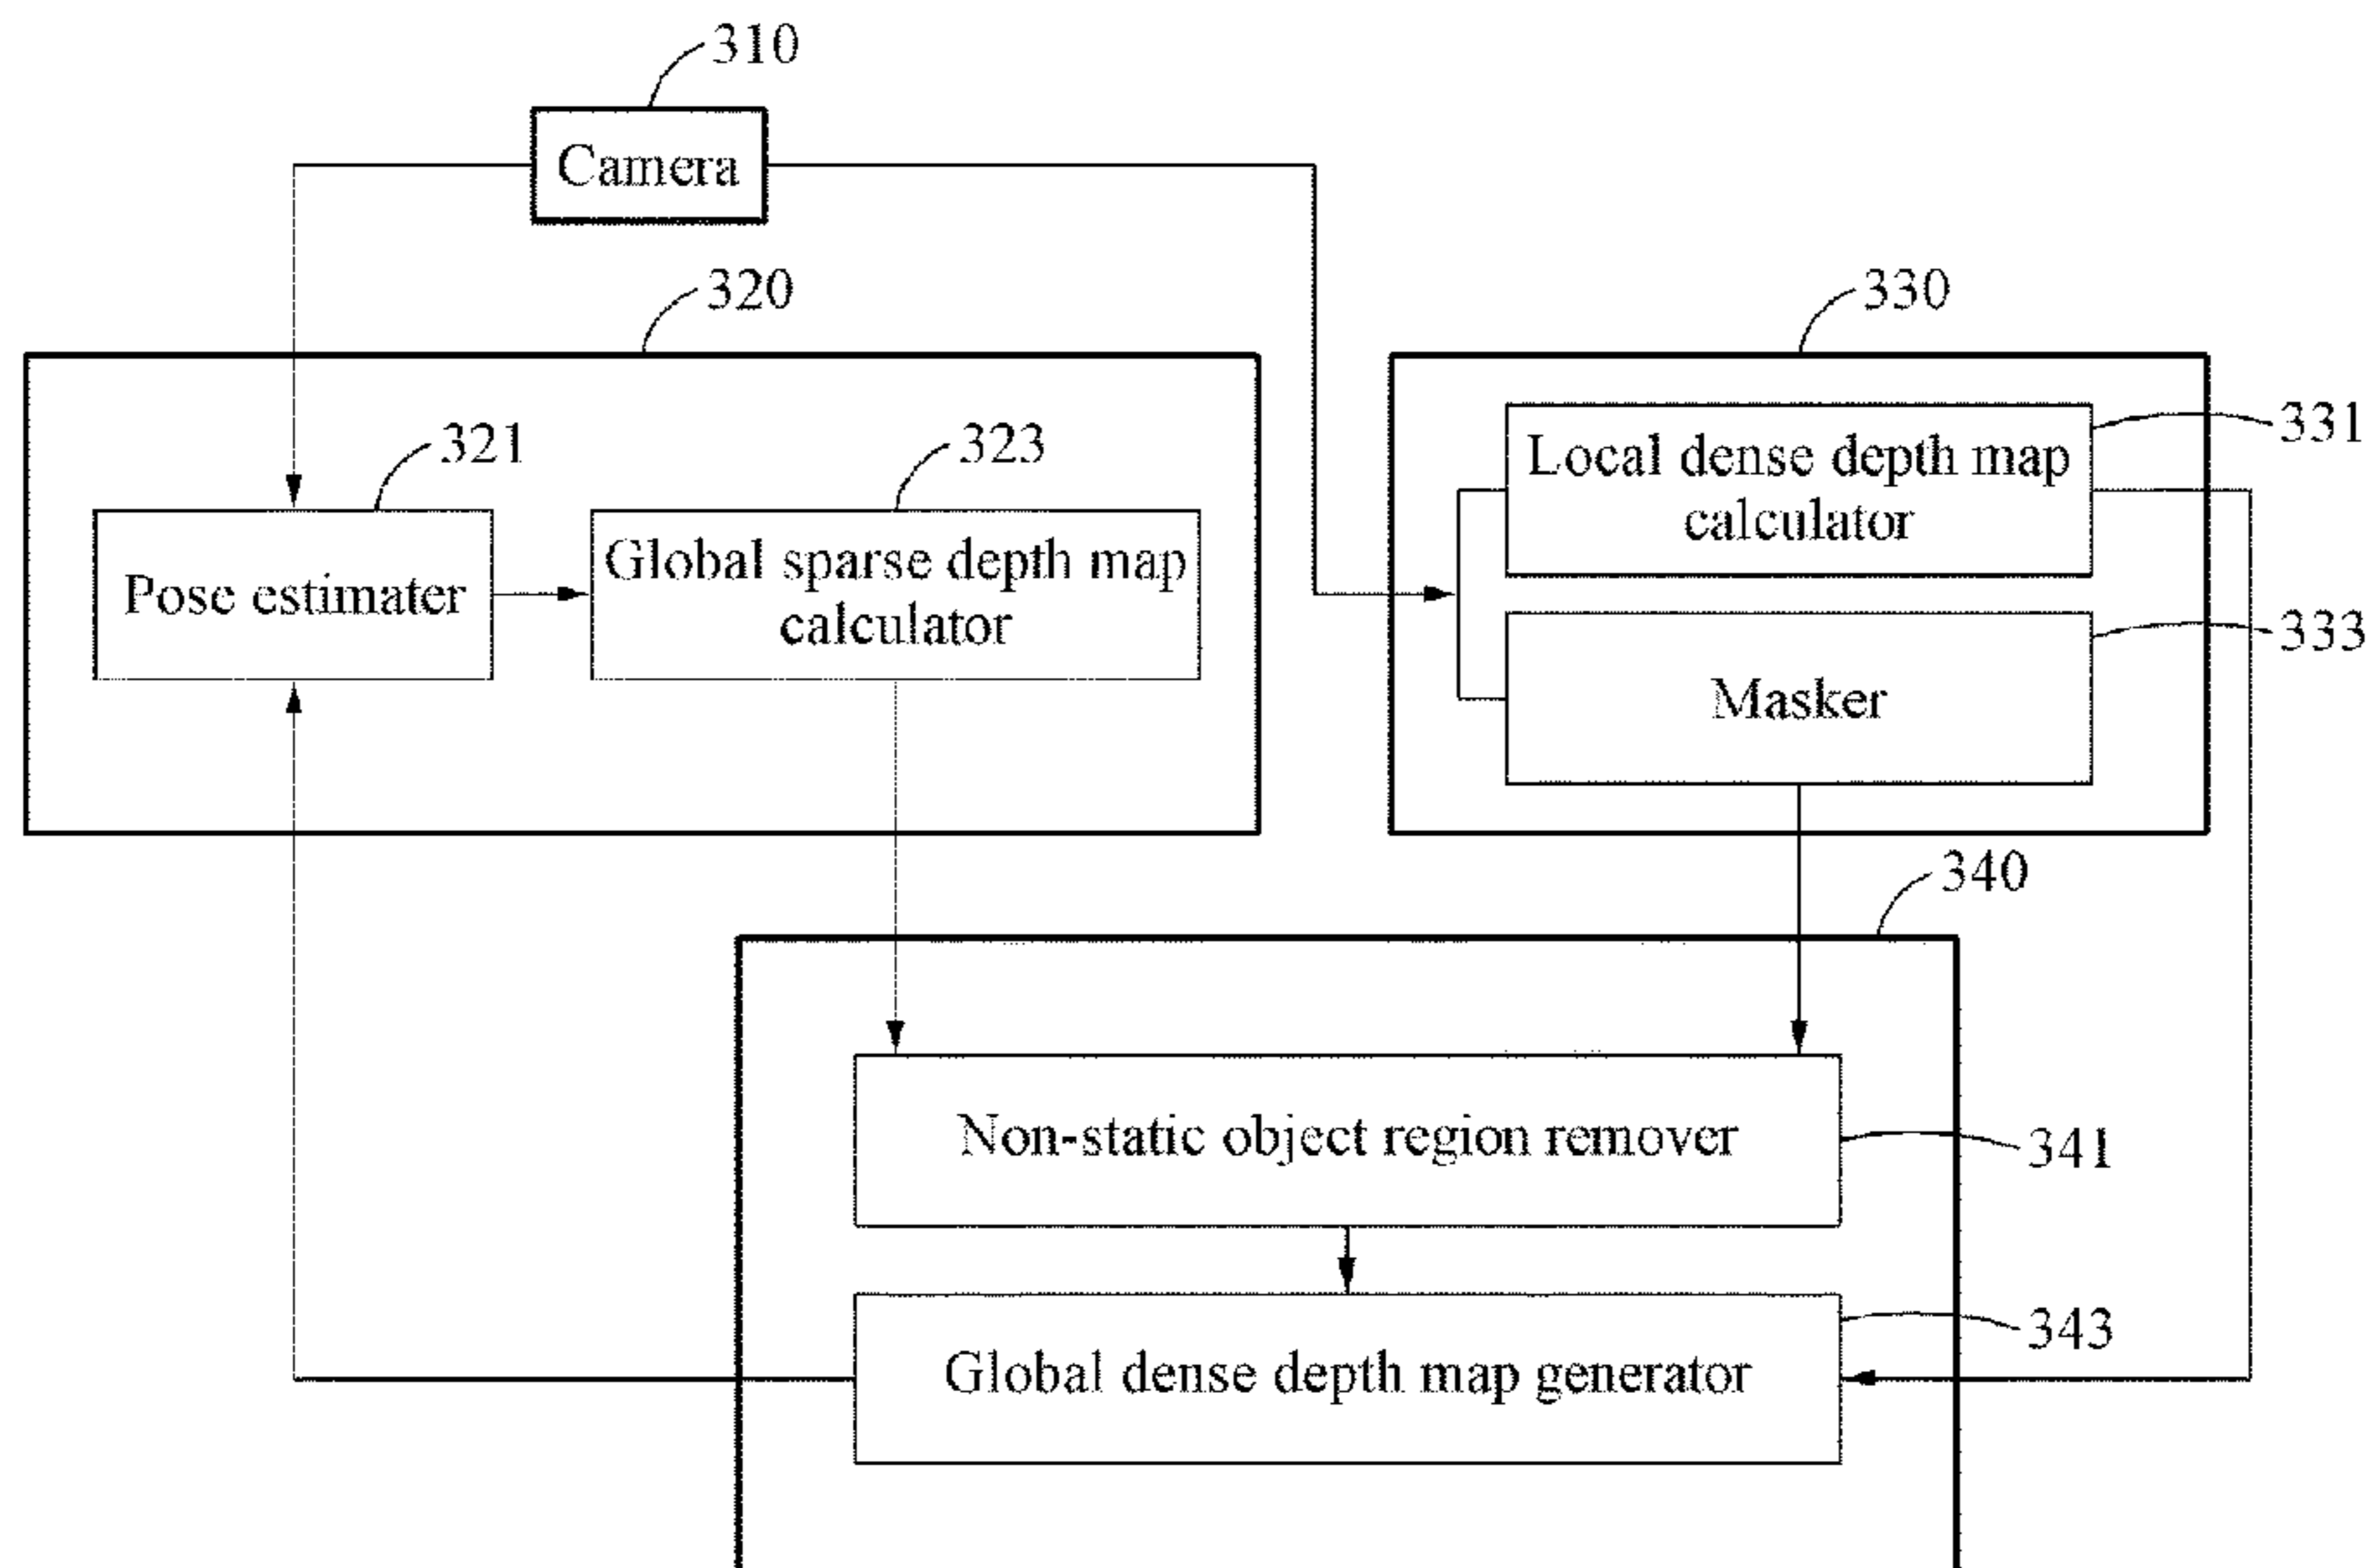 310
Camera
320
330
321
323
331
Local dense depth map
calculator
Pose estimater
Global sparse depth map
calculator
333
Masker
340
Non-static object region remover
341
343
Global dense depth map generator